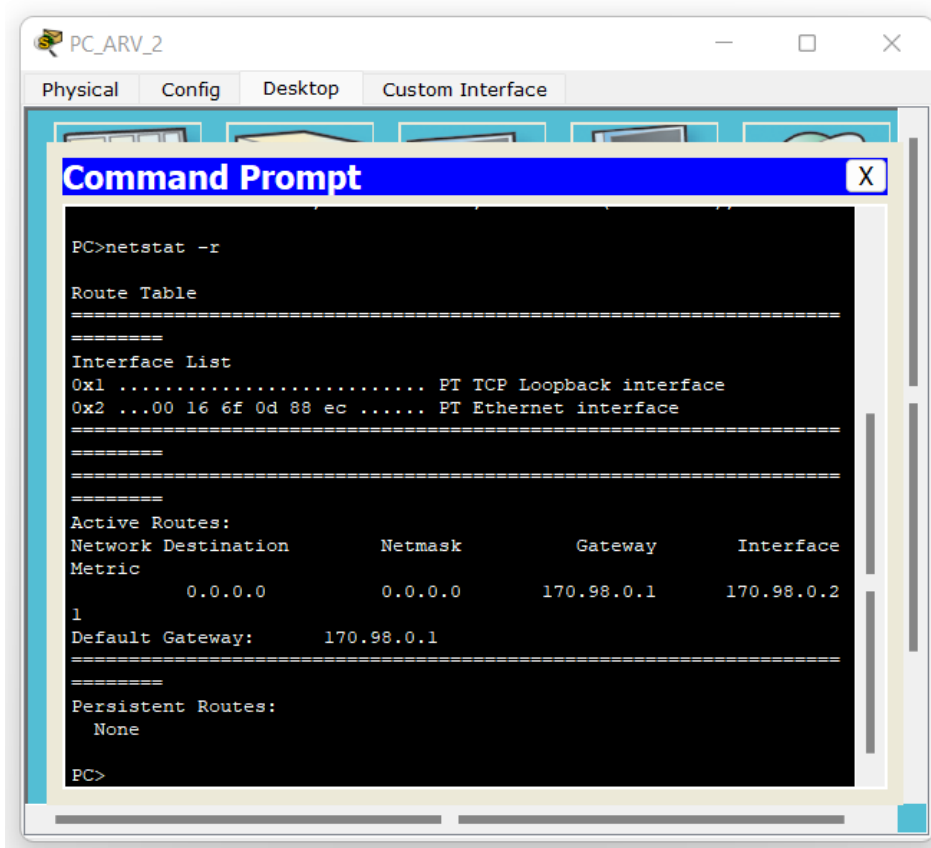 PC_ARV_2
Physical Config Desktop Custom Interface
Command Prompt X
PC>netstat -r
Route Table
===================================================================
========
Interface List
0x1 ........................... PT TCP Loopback interface
0x2 ...00 16 6f 0d 88 ec ...... PT Ethernet interface
===================================================================
========
===================================================================
========
Active Routes:
Network Destination        Netmask          Gateway       Interface
Metric
          0.0.0.0          0.0.0.0       170.98.0.1      170.98.0.2
1
Default Gateway:      170.98.0.1
===================================================================
========
Persistent Routes:
  None
PC>